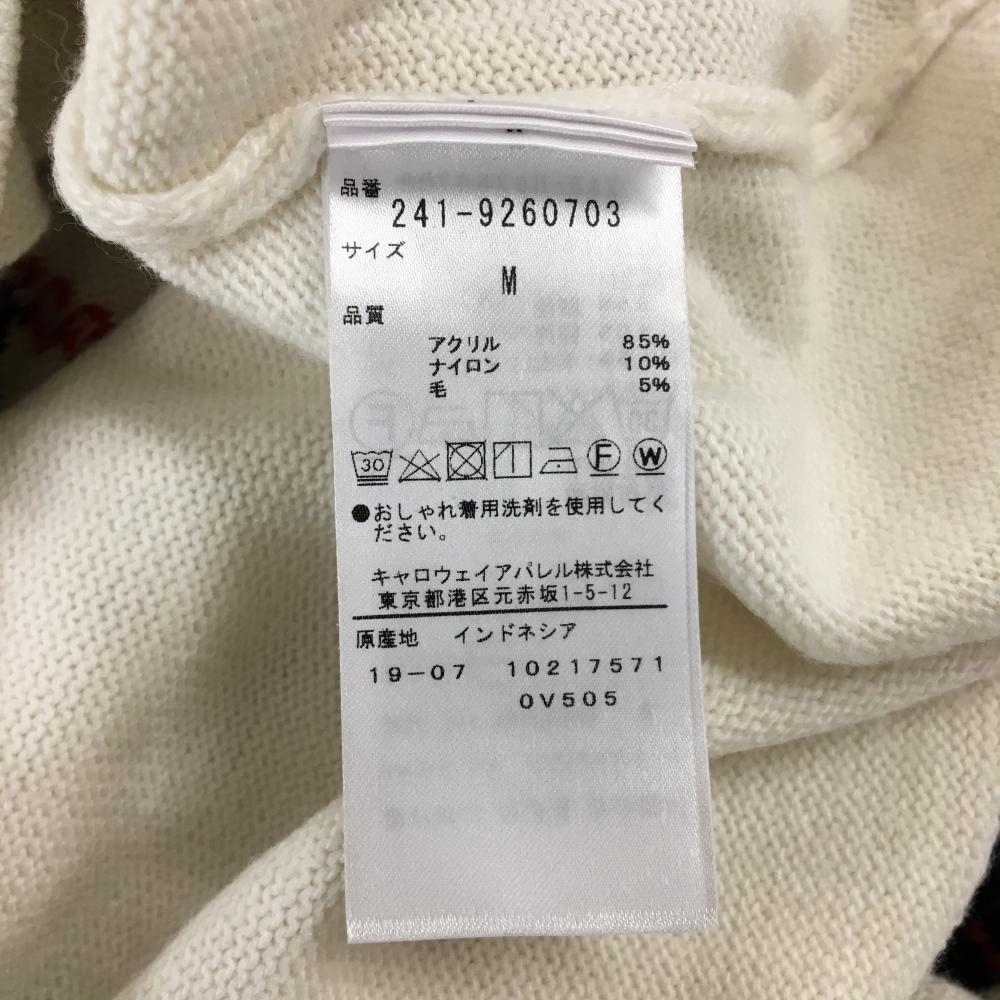 品番
241-9260703
サイズ
M
品質
アクリル 85%
ナイロン 10%
毛 5%
30 F W
●おしゃれ着用洗剤を使用してく
ださい。
キャロウェイアパレル株式会社
東京都港区元赤坂1-5-12
原産地 インドネシア
19-07 10217571
0V505